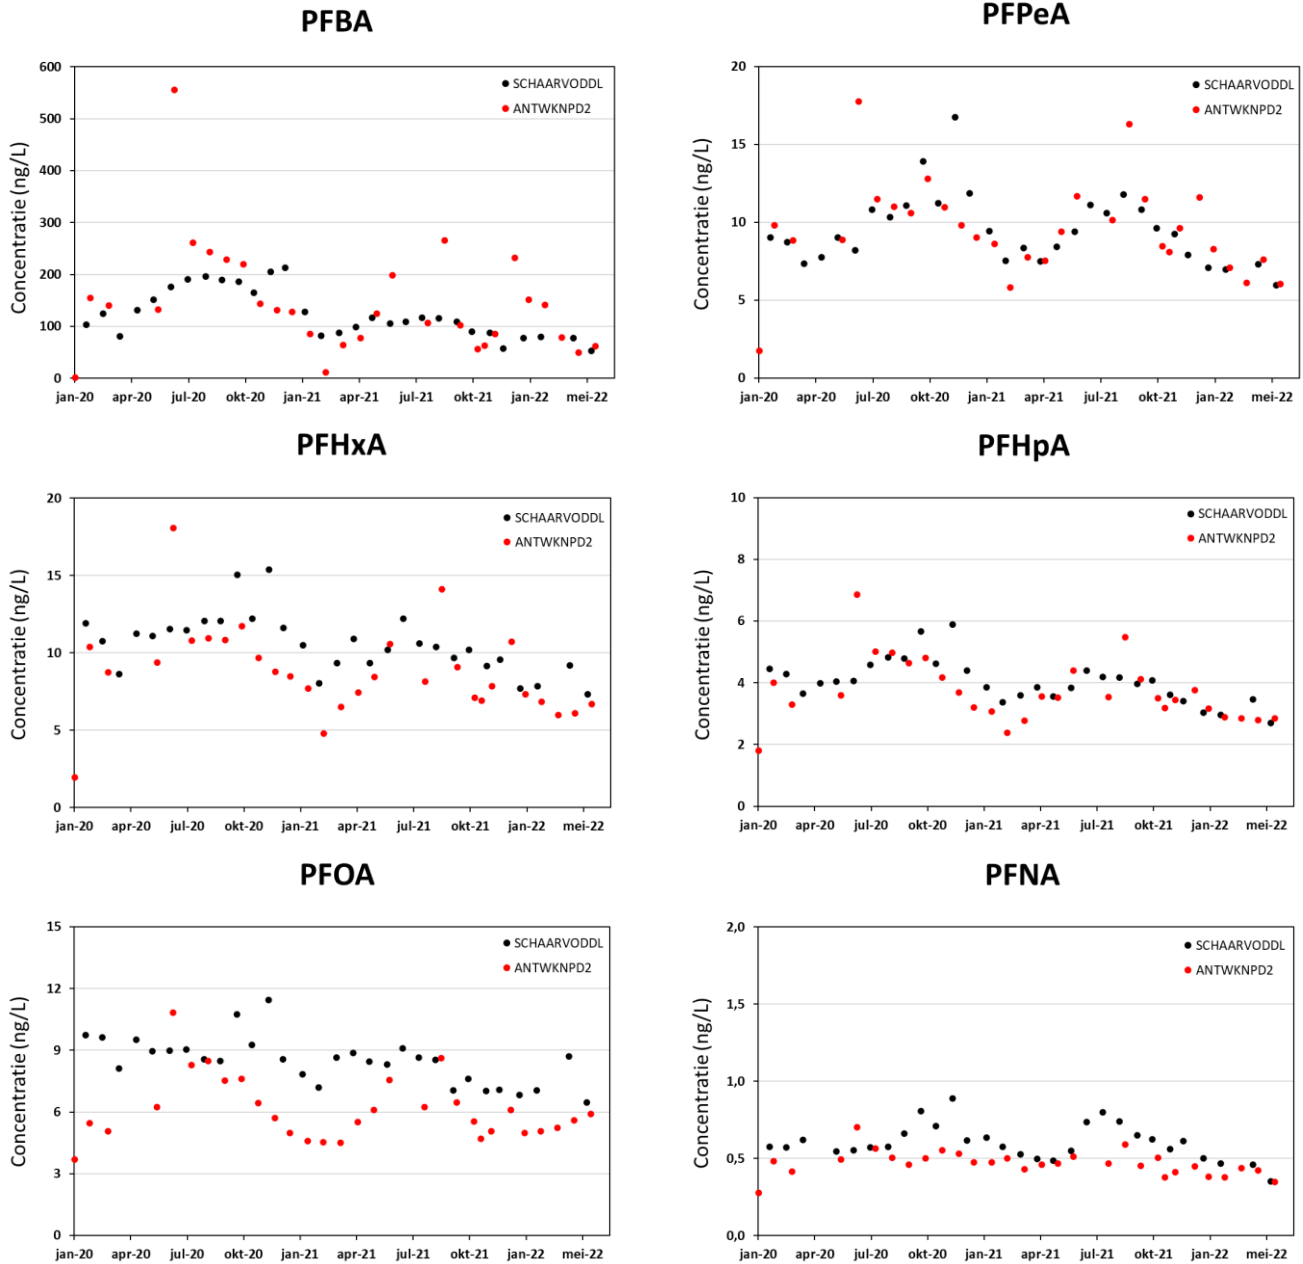 PFBA
Concentratie (ng/L)
600
500
400
300
200
100
0
SCHAARVODDL
ANTWKNPD2
jan-20 apr-20 jul-20 okt-20 jan-21 apr-21 jul-21 okt-21 jan-22 mei-22
PFPeA
Concentratie (ng/L)
20
15
10
5
0
SCHAARVODDL
ANTWKNPD2
jan-20 apr-20 jul-20 okt-20 jan-21 apr-21 jul-21 okt-21 jan-22 mei-22
PFHxA
Concentratie (ng/L)
20
15
10
5
0
SCHAARVODDL
ANTWKNPD2
jan-20 apr-20 jul-20 okt-20 jan-21 apr-21 jul-21 okt-21 jan-22 mei-22
PFHpA
Concentratie (ng/L)
10
8
6
4
2
0
SCHAARVODDL
ANTWKNPD2
jan-20 apr-20 jul-20 okt-20 jan-21 apr-21 jul-21 okt-21 jan-22 mei-22
PFOA
Concentratie (ng/L)
15
12
9
6
3
0
SCHAARVODDL
ANTWKNPD2
jan-20 apr-20 jul-20 okt-20 jan-21 apr-21 jul-21 okt-21 jan-22 mei-22
PFNA
Concentratie (ng/L)
2,0
1,5
1,0
0,5
0,0
SCHAARVODDL
ANTWKNPD2
jan-20 apr-20 jul-20 okt-20 jan-21 apr-21 jul-21 okt-21 jan-22 mei-22